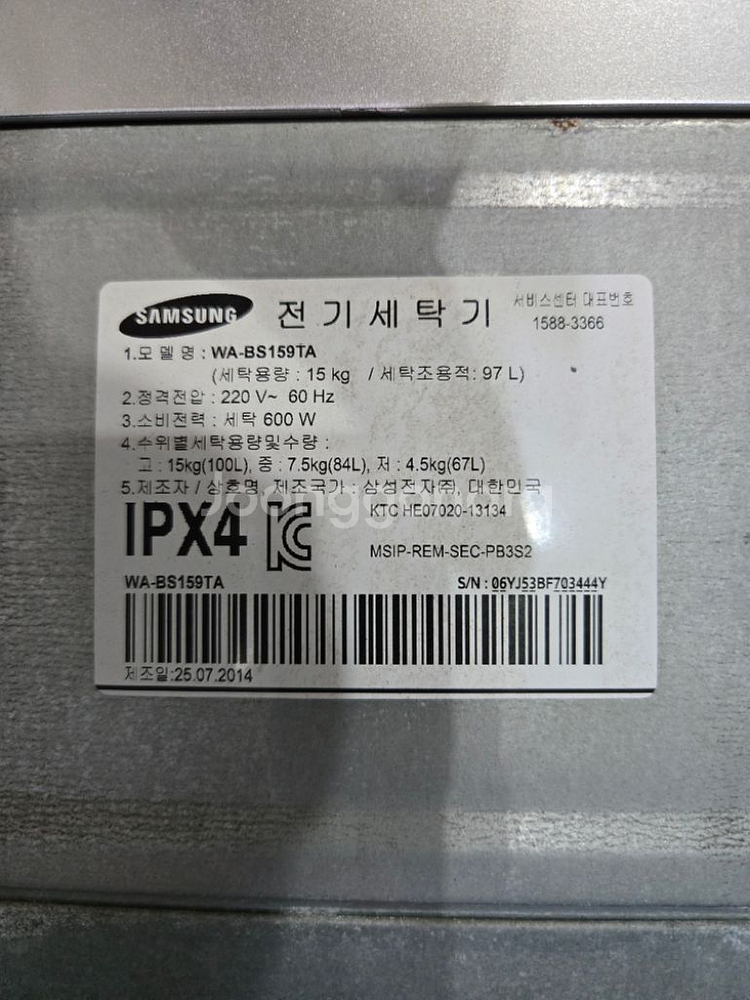 SAMSUNG 전기세탁기 서비스센터 대표번호
1588-3366
1.모 델 명 : WA-BS159TA
(세탁용량 : 15 kg / 세탁조용적: 97 L)
2.정격전압 : 220 V~ 60 Hz
3.소비전력 : 세탁 600 W
4.수위별세탁용량및수량 :
고 : 15kg(100L), 중 : 7.5kg(84L), 저 : 4.5kg(67L)
5.제조자 / 상호명, 제조국가 : 삼성전자㈜, 대한민국
Joonggonara
IPX4 KC KTC HE07020-13134
MSIP-REM-SEC-PB3S2
WA-BS159TA S/N : 06YJ53BF703444Y
제조일:25.07.2014